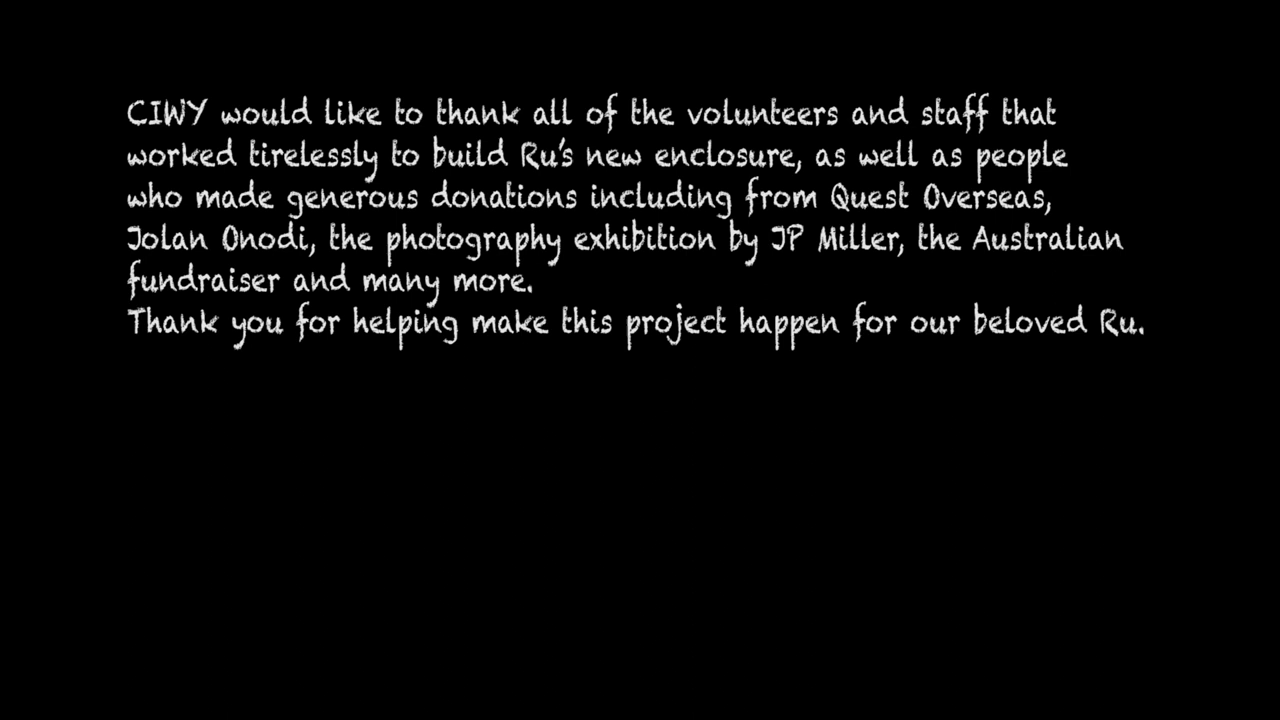 CIWY would like to thank all of the volunteers and staff that
worked tirelessly to build Ru's new enclosure, as well as people
who made generous donations including from Quest Overseas,
Jolan Onodi, the photography exhibition by JP Miller, the Australian
fundraiser and many more.
Thank you for helping make this project happen for our beloved Ru.